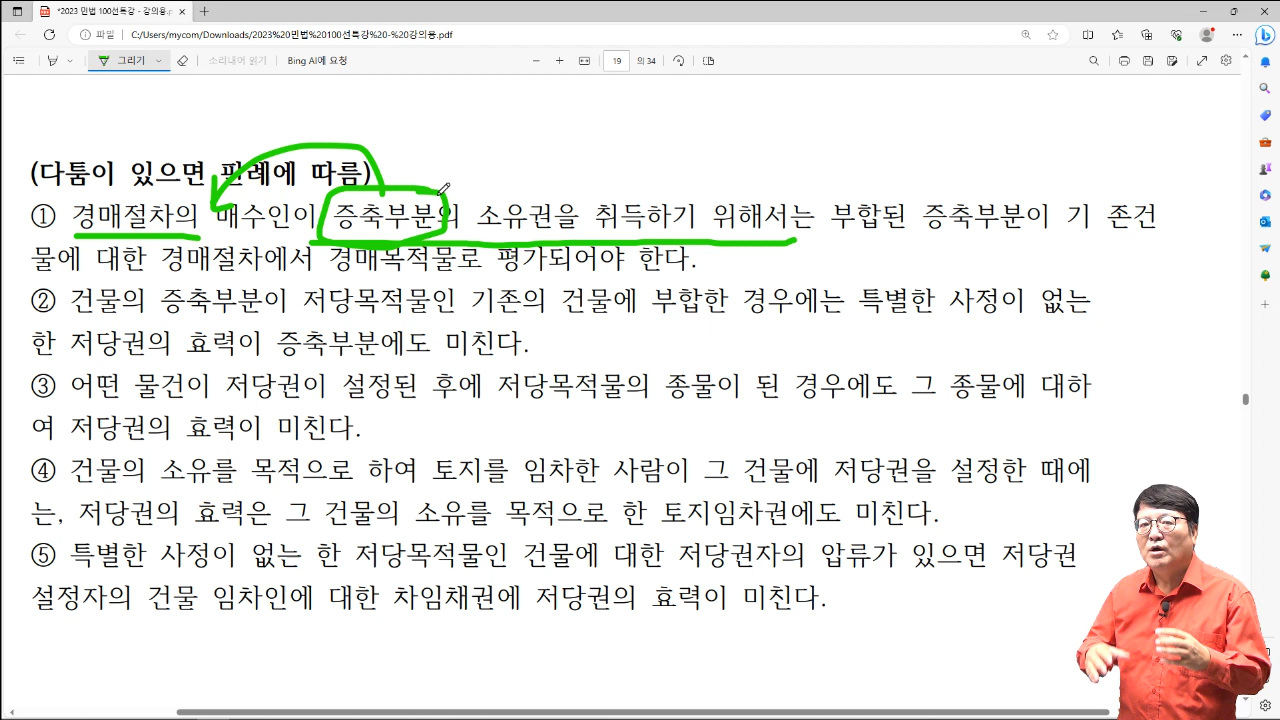 *2023 민법 100선특강 - 강의용.p
파일 C:/Users/mycom/Downloads/2023%20민법%20100선특강%20-%20강의용.pdf
그리기 소리내어 읽기 Bing AI에 요청 19 의 34
(다툼이 있으면 판례에 따름)
① 경매절차의 매수인이 증축부분의 소유권을 취득하기 위해서는 부합된 증축부분이 기 존건
물에 대한 경매절차에서 경매목적물로 평가되어야 한다.
② 건물의 증축부분이 저당목적물인 기존의 건물에 부합한 경우에는 특별한 사정이 없는
한 저당권의 효력이 증축부분에도 미친다.
③ 어떤 물건이 저당권이 설정된 후에 저당목적물의 종물이 된 경우에도 그 종물에 대하
여 저당권의 효력이 미친다.
④ 건물의 소유를 목적으로 하여 토지를 임차한 사람이 그 건물에 저당권을 설정한 때에
는, 저당권의 효력은 그 건물의 소유를 목적으로 한 토지임차권에도 미친다.
⑤ 특별한 사정이 없는 한 저당목적물인 건물에 대한 저당권자의 압류가 있으면 저당권
설정자의 건물 임차인에 대한 차임채권에 저당권의 효력이 미친다.